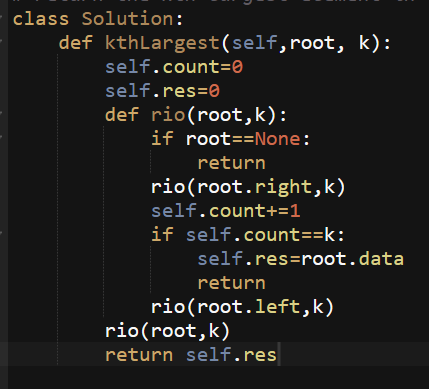 class Solution:
    def kthLargest(self,root, k):
        self.count=0
        self.res=0
        def rio(root,k):
            if root==None:
                return
            rio(root.right,k)
            self.count+=1
            if self.count==k:
                self.res=root.data
                return
            rio(root.left,k)
        rio(root,k)
        return self.res